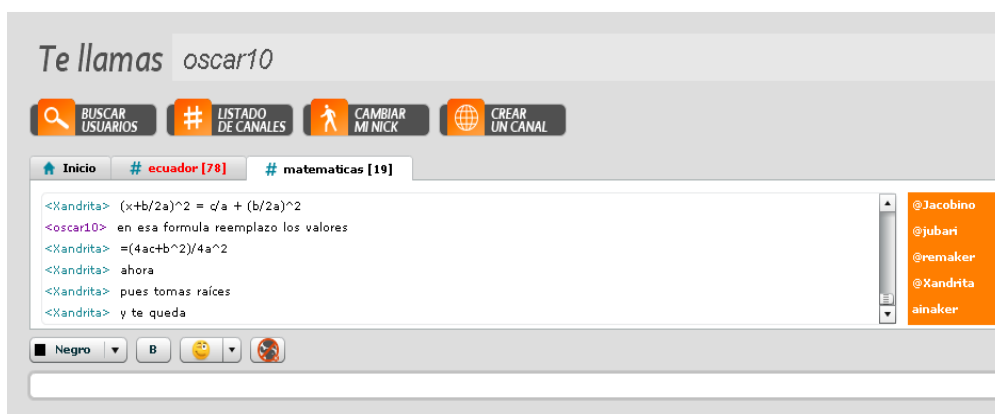 Te llamas oscar10
BUSCAR
USUARIOS
LISTADO
DE CANALES
CAMBIAR
MI NICK
CREAR
UN CANAL
Inicio
# ecuador [78]
# matematicas [19]
<Xandrita> (x+b/2a)^2 = c/a + (b/2a)^2
<oscar10> en esa formula reemplazo los valores
<Xandrita> =(4ac+b^2)/4a^2
<Xandrita> ahora
<Xandrita> pues tomas raíces
<Xandrita> y te queda
@Jacobino
@jubari
@remaker
@Xandrita
ainaker
Negro
B